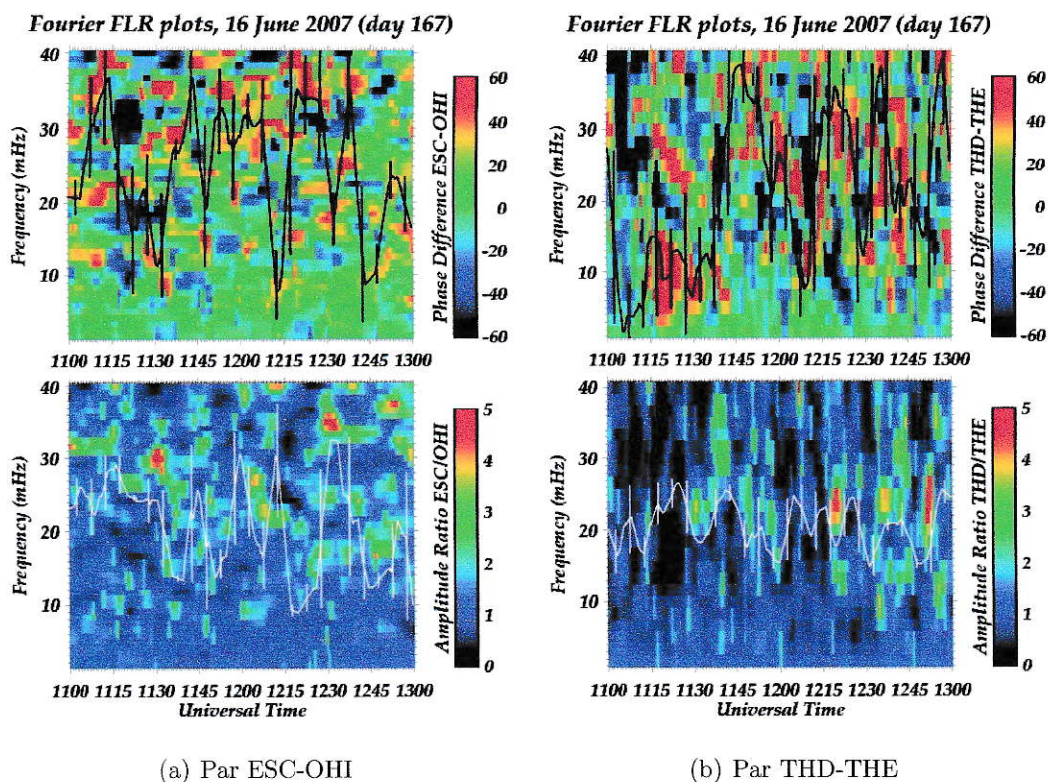 Fourier FLR plots, 16 June 2007 (day 167)
40
30
20
10
Frequency (mHz)
1100 1115 1130 1145 1200 1215 1230 1245 1300
60
40
20
0
-20
-40
-60
Phase Difference ESC-OHI
40
30
20
10
Frequency (mHz)
1100 1115 1130 1145 1200 1215 1230 1245 1300
Universal Time
5
4
3
2
1
0
Amplitude Ratio ESC/OHI
(a) Par ESC-OHI
Fourier FLR plots, 16 June 2007 (day 167)
40
30
20
10
Frequency (mHz)
1100 1115 1130 1145 1200 1215 1230 1245 1300
60
40
20
0
-20
-40
-60
Phase Difference THD-THE
40
30
20
10
Frequency (mHz)
1100 1115 1130 1145 1200 1215 1230 1245 1300
Universal Time
5
4
3
2
1
0
Amplitude Ratio THD/THE
(b) Par THD-THE